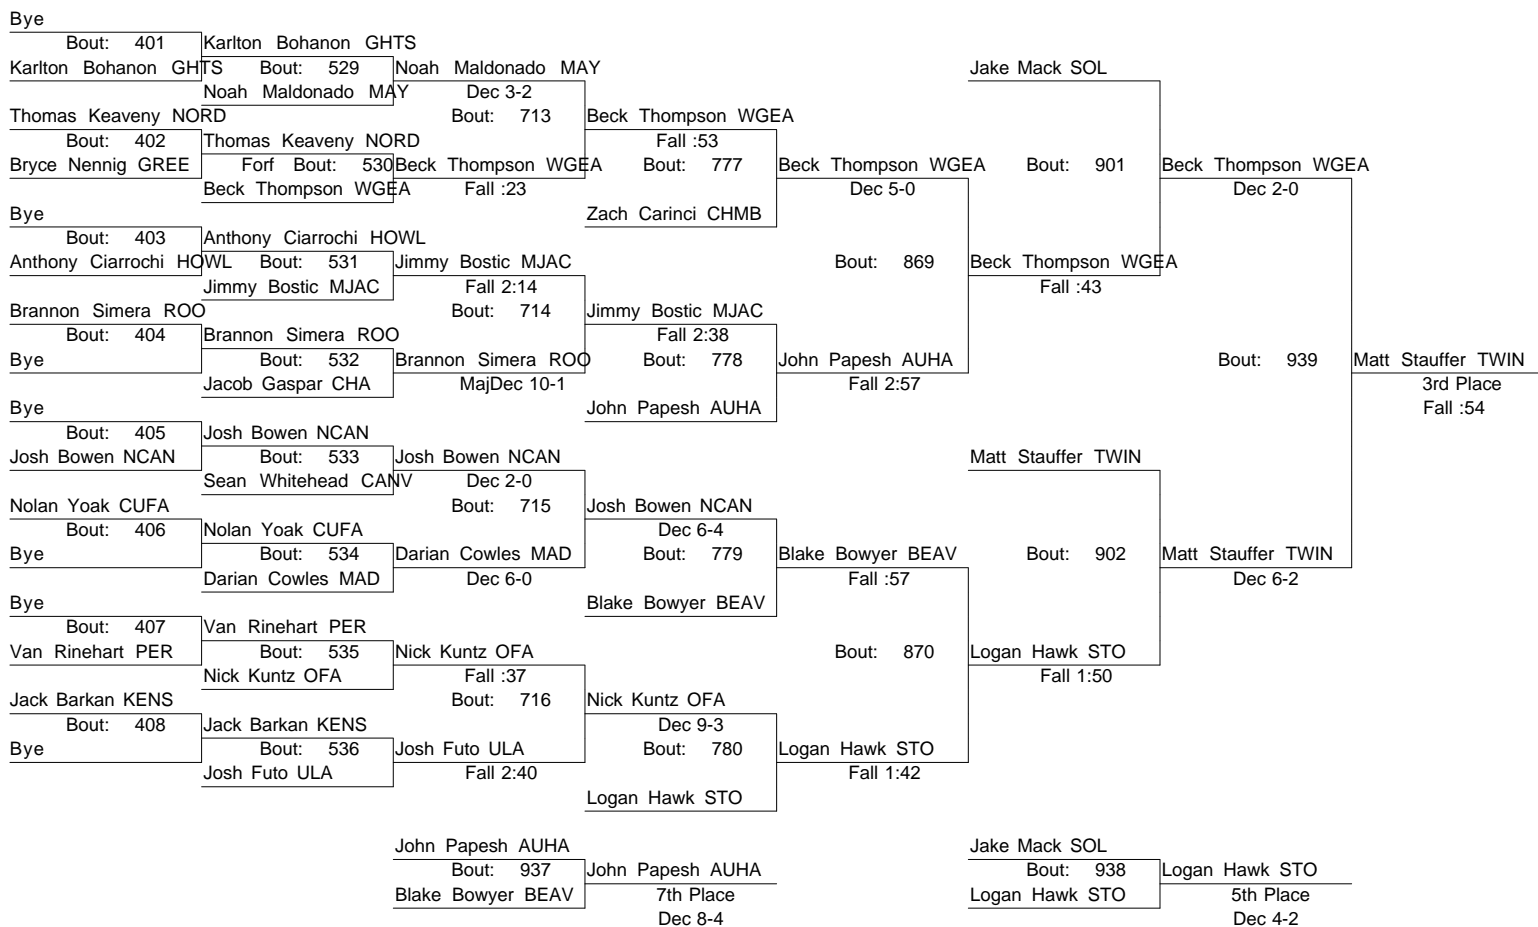 Bye
Bout: 401 Karlton Bohanon GHTS
Karlton Bohanon GHTS Bout: 529 Noah Maldonado MAY Jake Mack SOL
Noah Maldonado MAY Dec 3-2
Thomas Keaveny NORD Bout: 713 Beck Thompson WGEA
Bout: 402 Thomas Keaveny NORD Fall :53
Bryce Nennig GREE Forf Bout: 530 Beck Thompson WGEA Bout: 777 Beck Thompson WGEA Bout: 901 Beck Thompson WGEA
Beck Thompson WGEA Fall :23 Dec 5-0 Dec 2-0
Bye Zach Carinci CHMB
Bout: 403 Anthony Ciarrochi HOWL
Anthony Ciarrochi HOWL Bout: 531 Jimmy Bostic MJAC Bout: 869 Beck Thompson WGEA
Jimmy Bostic MJAC Fall 2:14 Fall :43
Brannon Simera ROO Bout: 714 Jimmy Bostic MJAC
Bout: 404 Brannon Simera ROO Fall 2:38
Bye Bout: 532 Brannon Simera ROO Bout: 778 John Papesh AUHA Bout: 939 Matt Stauffer TWIN
Jacob Gaspar CHA MajDec 10-1 Fall 2:57 3rd Place
Bye John Papesh AUHA Fall :54
Bout: 405 Josh Bowen NCAN
Josh Bowen NCAN Bout: 533 Josh Bowen NCAN Matt Stauffer TWIN
Sean Whitehead CANV Dec 2-0
Nolan Yoak CUFA Bout: 715 Josh Bowen NCAN
Bout: 406 Nolan Yoak CUFA Dec 6-4
Bye Bout: 534 Darian Cowles MAD Bout: 779 Blake Bowyer BEAV Bout: 902 Matt Stauffer TWIN
Darian Cowles MAD Dec 6-0 Fall :57 Dec 6-2
Bye Blake Bowyer BEAV
Bout: 407 Van Rinehart PER
Van Rinehart PER Bout: 535 Nick Kuntz OFA Bout: 870 Logan Hawk STO
Nick Kuntz OFA Fall :37 Fall 1:50
Jack Barkan KENS Bout: 716 Nick Kuntz OFA
Bout: 408 Jack Barkan KENS Dec 9-3
Bye Bout: 536 Josh Futo ULA Bout: 780 Logan Hawk STO
Josh Futo ULA Fall 2:40 Fall 1:42
Logan Hawk STO
John Papesh AUHA Jake Mack SOL
Bout: 937 John Papesh AUHA Bout: 938 Logan Hawk STO
Blake Bowyer BEAV 7th Place Logan Hawk STO 5th Place
Dec 8-4 Dec 4-2